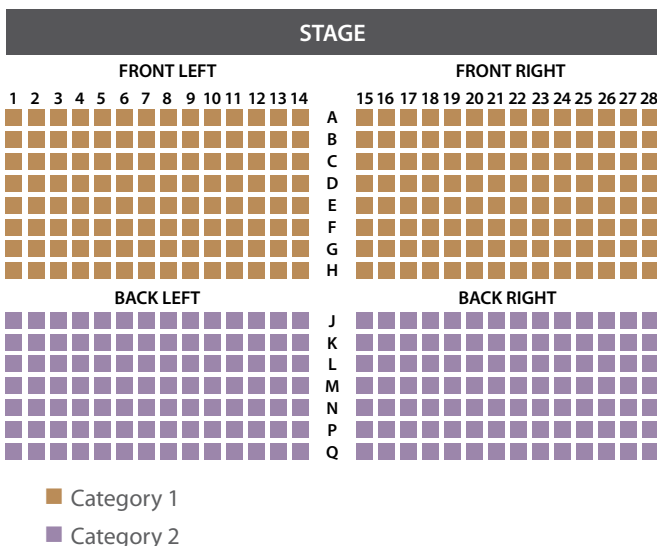 STAGE
FRONT LEFT FRONT RIGHT
1 2 3 4 5 6 7 8 9 10 11 12 13 14 15 16 17 18 19 20 21 22 23 24 25 26 27 28
A
B
C
D
E
F
G
H
BACK LEFT BACK RIGHT
J
K
L
M
N
P
Q
Category 1
Category 2